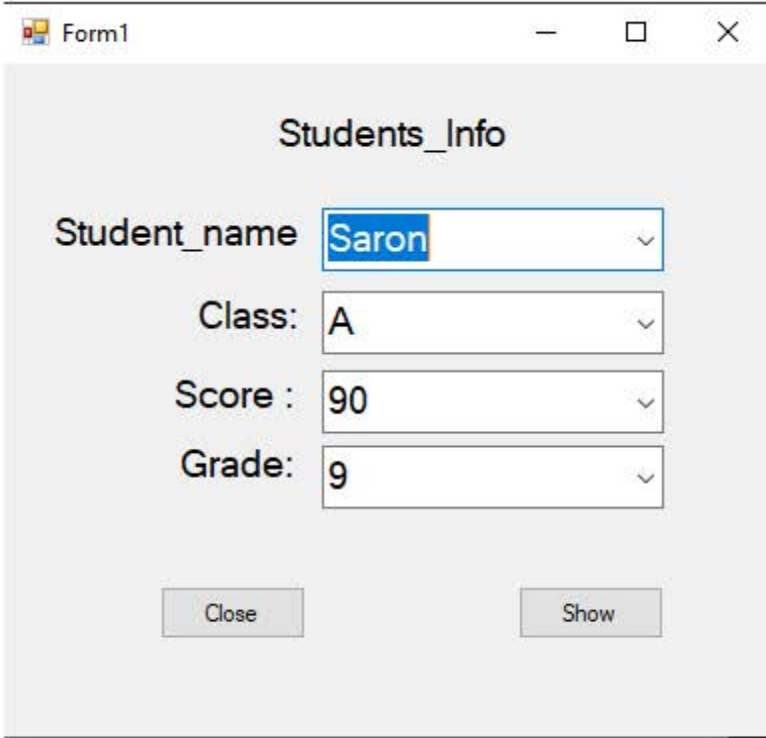 Form1
Students_Info
Student_name Saron
Class: A
Score : 90
Grade: 9
Close Show